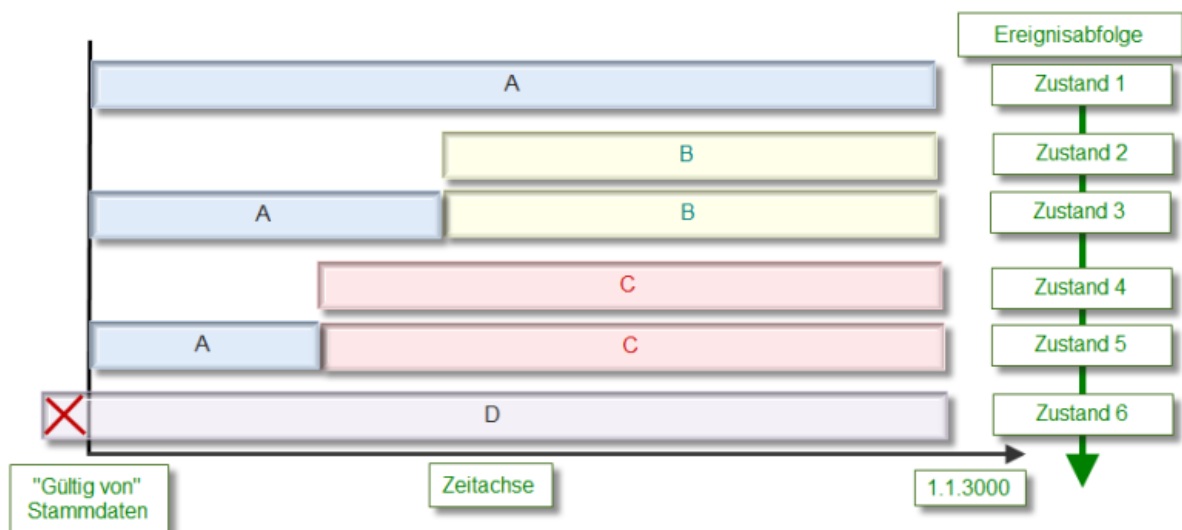 Ereignisabfolge
A
Zustand 1
B
Zustand 2
A
B
Zustand 3
C
Zustand 4
A
C
Zustand 5
D
Zustand 6
"Gültig von"
Stammdaten
Zeitachse
1.1.3000